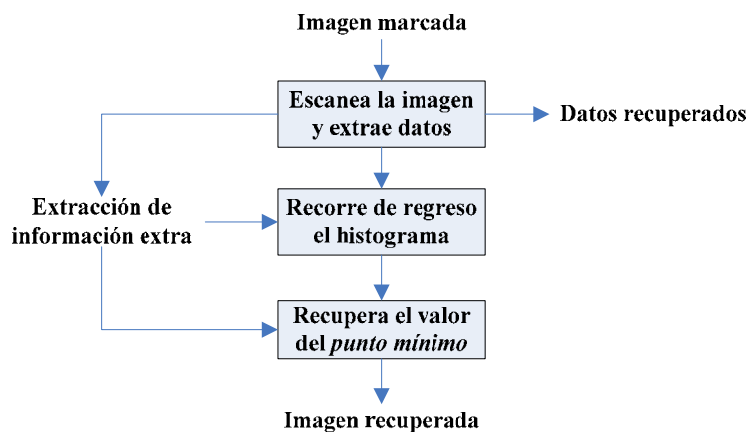 Imagen marcada
Escanea la imagen
y extrae datos
Datos recuperados
Extracción de
información extra
Recorre de regreso
el histograma
Recupera el valor
del punto mínimo
Imagen recuperada